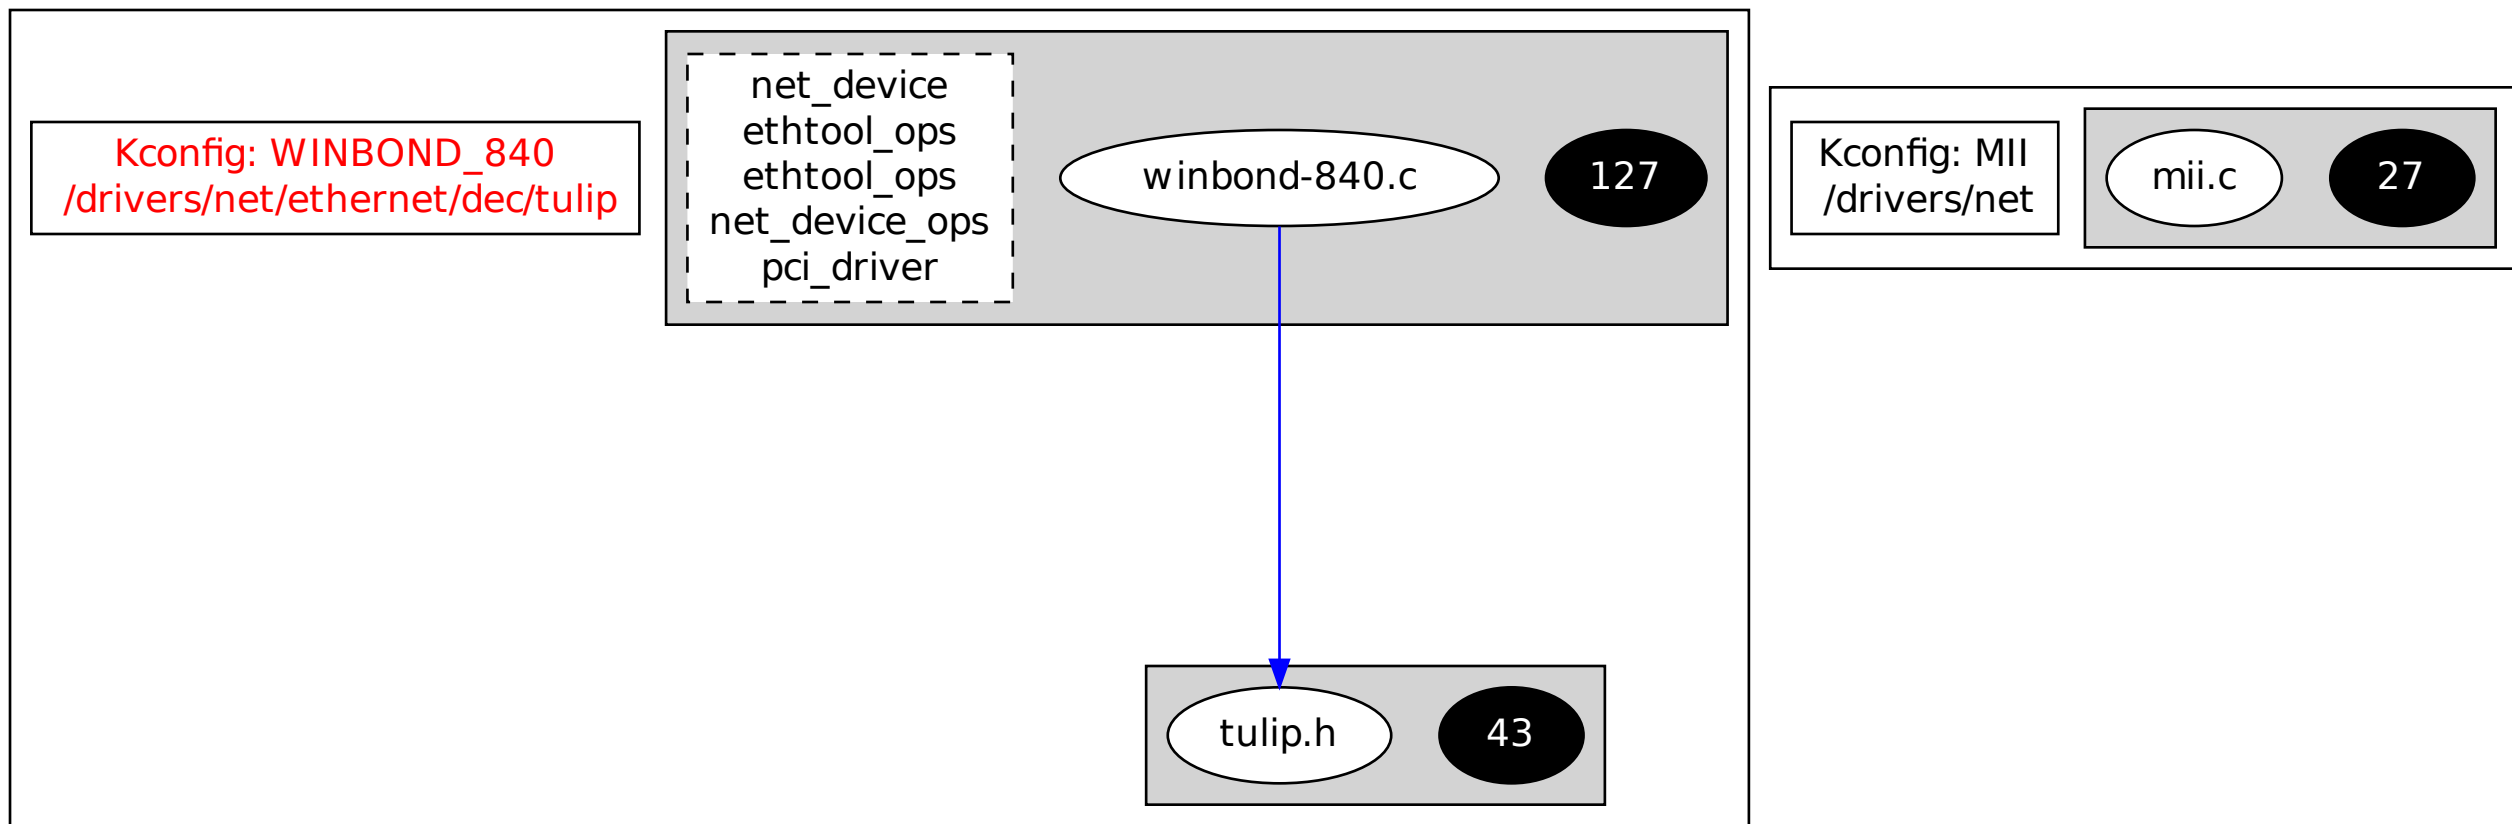 Kconfig: WINBOND_840
/drivers/net/ethernet/dec/tulip
net_device
ethtool_ops
ethtool_ops
net_device_ops
pci_driver
winbond-840.c
127
Kconfig: MII
/drivers/net
mii.c
27
tulip.h
43